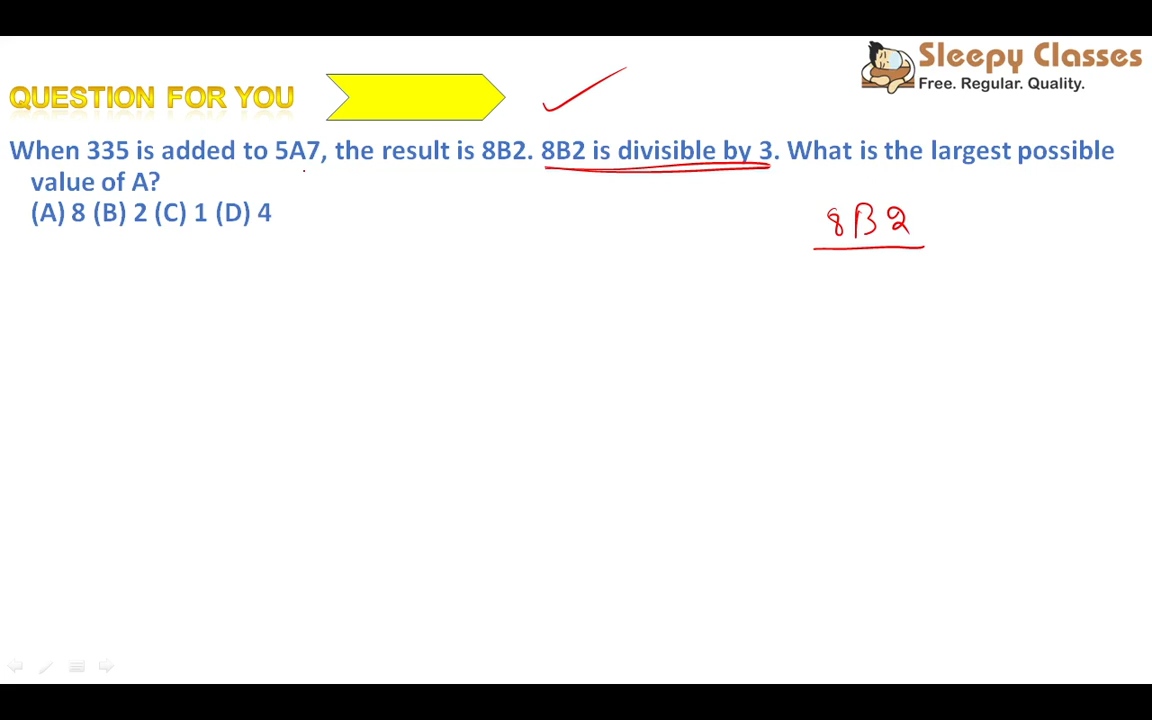 Sleepy Classes
Free. Regular. Quality.
QUESTION FOR YOU
When 335 is added to 5A7, the result is 8B2. 8B2 is divisible by 3. What is the largest possible
value of A?
(A) 8 (B) 2 (C) 1 (D) 4
8B2